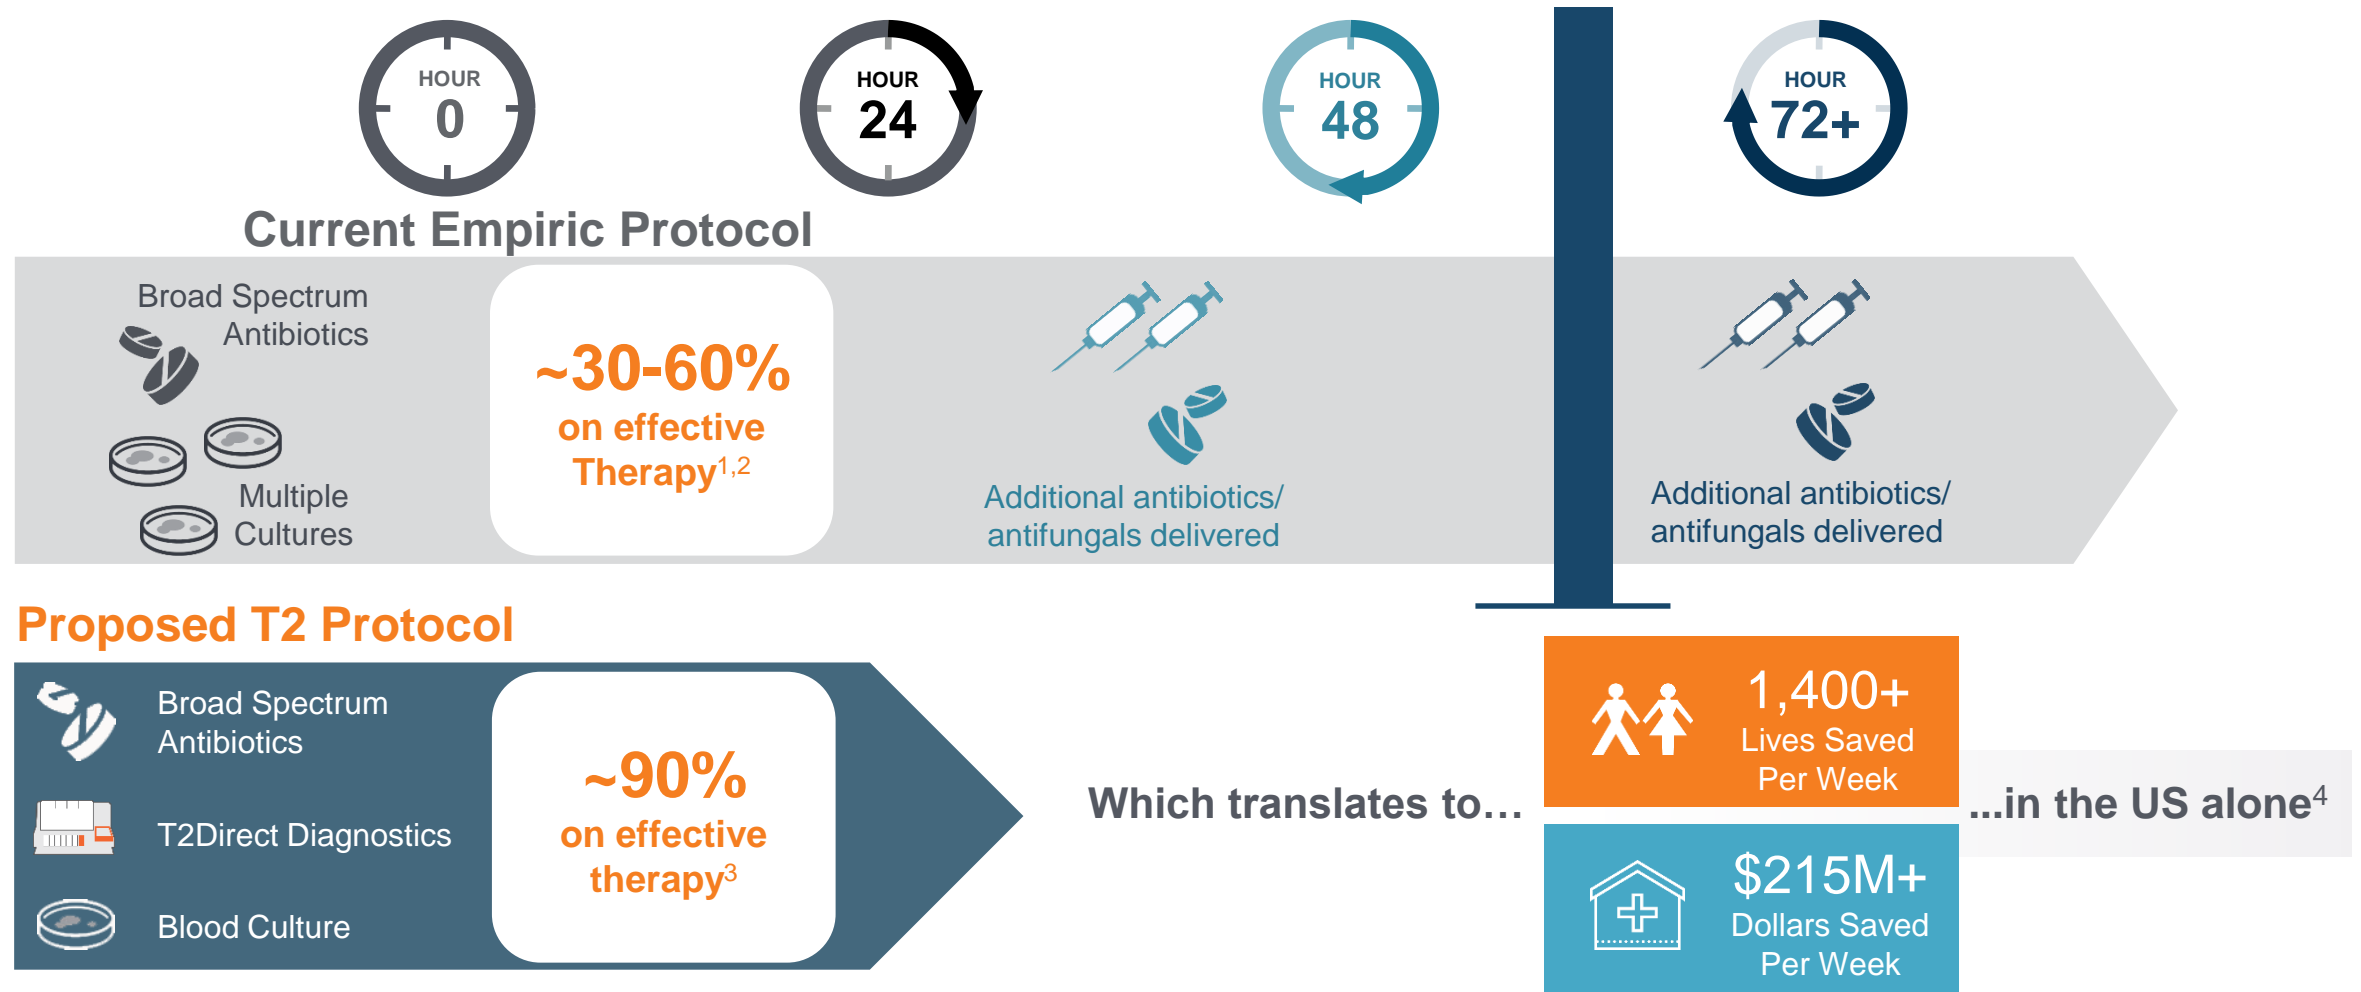 HOUR
0
HOUR
24
HOUR
48
HOUR
72+
Current Empiric Protocol
Broad Spectrum
Antibiotics
Multiple
Cultures
~30-60%
on effective
Therapy1,2
Additional antibiotics/
antifungals delivered
Additional antibiotics/
antifungals delivered
Proposed T2 Protocol
Broad Spectrum
Antibiotics
T2Direct Diagnostics
Blood Culture
~90%
on effective
therapy3
Which translates to…
1,400+
Lives Saved
Per Week
$215M+
Dollars Saved
Per Week
...in the US alone4